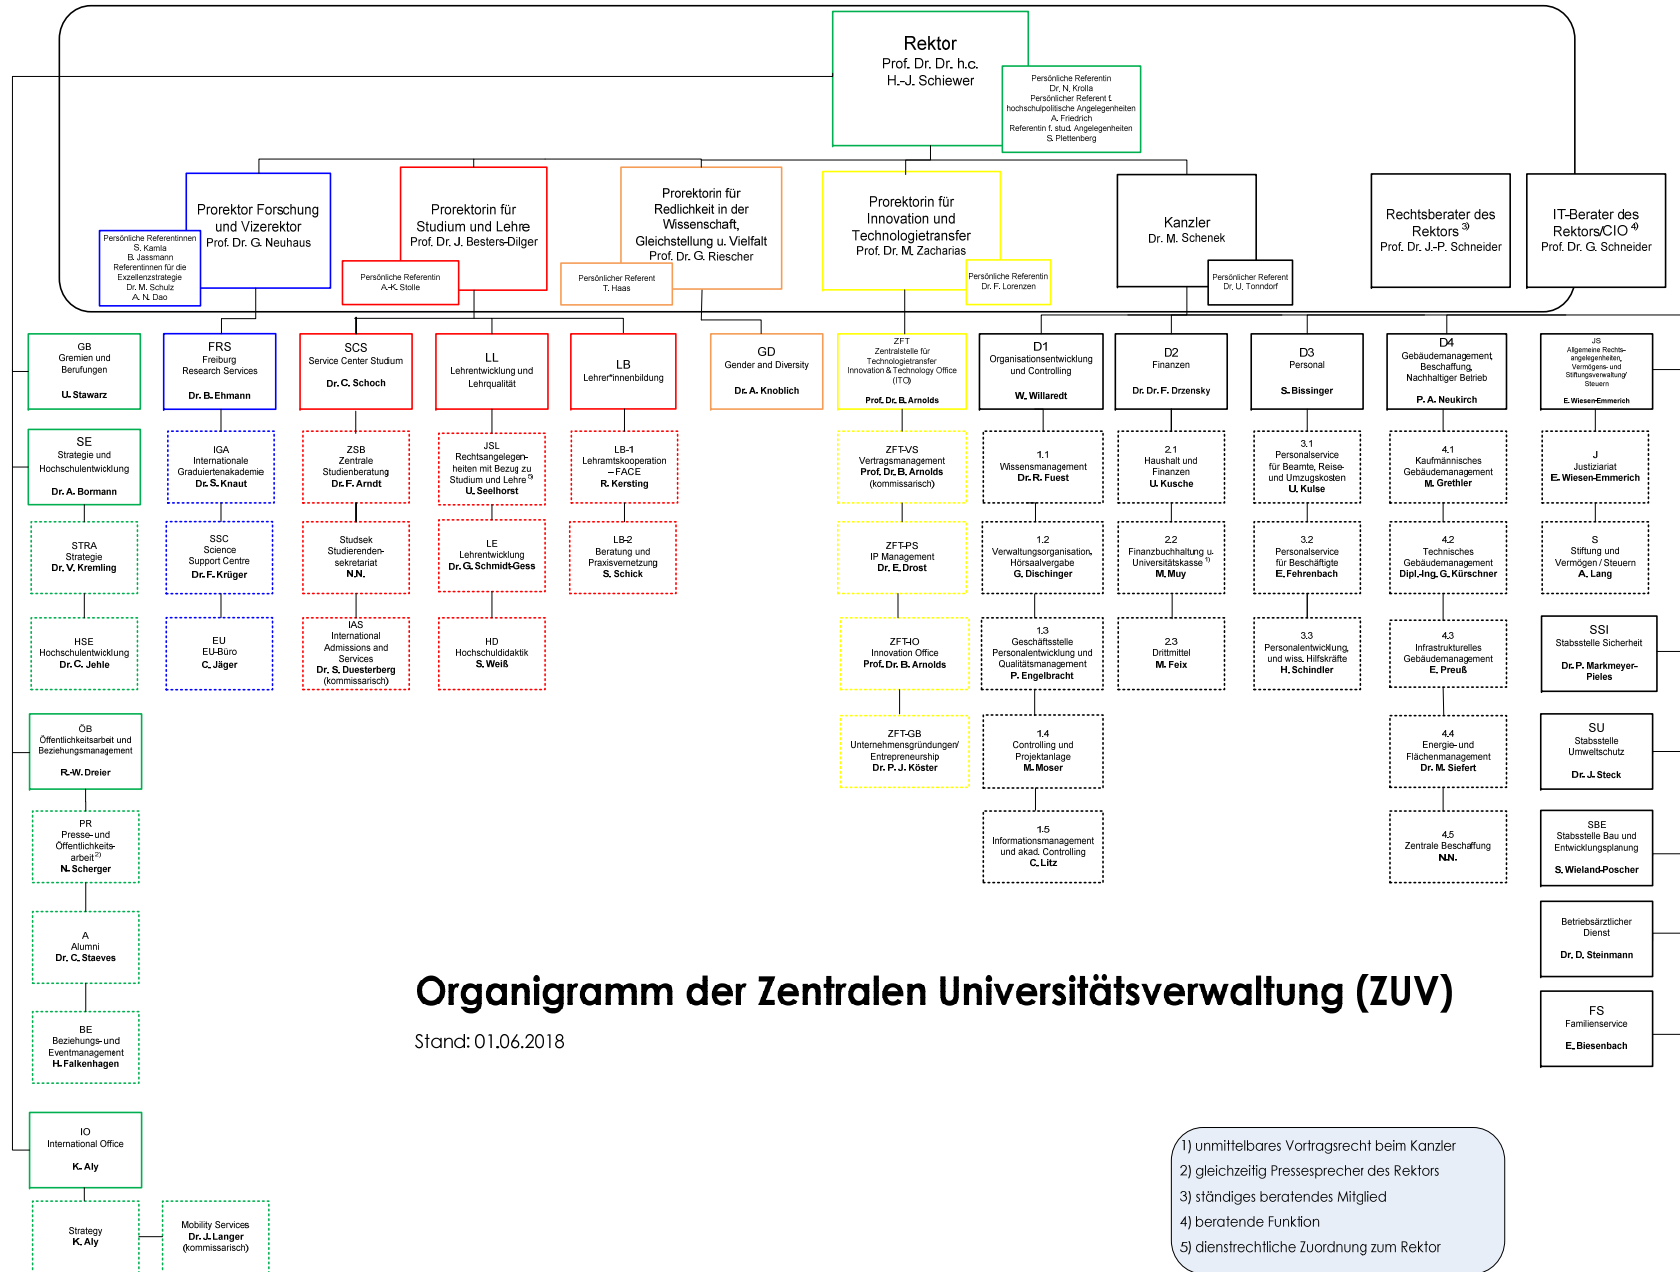 Rektor
Prof. Dr. Dr. h.c.
H.-J. Schiewer
Persönliche Referentin
Dr. N. Krolla
Persönlicher Referent f.
hochschulpolitische Angelegenheiten
A. Friedrich
Referentin f. stud. Angelegenheiten
S. Plettenberg
Prorektor Forschung
und Vizerektor
Prof. Dr. G. Neuhaus
Persönliche Referentinnen
S. Kamla
B. Jassmann
Referentinnen für die
Exzellenzstrategie
Dr. M. Schulz
A. N. Dao
Prorektorin für
Studium und Lehre
Prof. Dr. J. Besters-Dilger
Persönliche Referentin
A.-K. Stolle
Prorektorin für
Redlichkeit in der
Wissenschaft,
Gleichstellung u. Vielfalt
Prof. Dr. G. Riescher
Persönlicher Referent
T. Haas
Prorektorin für
Innovation und
Technologietransfer
Prof. Dr. M. Zacharias
Persönliche Referentin
Dr. F. Lorenzen
Kanzler
Dr. M. Schenek
Persönlicher Referent
Dr. U. Tonndorf
Rechtsberater des
Rektors 3)
Prof. Dr. J.-P. Schneider
IT-Berater des
Rektors/CIO 4)
Prof. Dr. G. Schneider
GB
Gremien und
Berufungen
U. Stawarz
FRS
Freiburg
Research Services
Dr. B. Ehmann
SCS
Service Center Studium
Dr. C. Schoch
LL
Lehrentwicklung und
Lehrqualität
LB
Lehrer*innenbildung
GD
Gender and Diversity
Dr. A. Knoblich
ZFT
Zentralstelle für
Technologietransfer
Innovation & Technology Office
(ITO)
Prof. Dr. B. Arnolds
D1
Organisationsentwicklung
und Controlling
W. Willaredt
D2
Finanzen
Dr. Dr. F. Drzensky
D3
Personal
S. Bissinger
D4
Gebäudemanagement,
Beschaffung,
Nachhaltiger Betrieb
P. A. Neukirch
JS
Allgemeine Rechts-
angelegenheiten,
Vermögens- und
Stiftungsverwaltung/
Steuern
E. Wiesen-Emmerich
SE
Strategie und
Hochschulentwicklung
Dr. A. Bormann
IGA
Internationale
Graduiertenakademie
Dr. S. Knaut
ZSB
Zentrale
Studienberatung
Dr. F. Arndt
JSL
Rechtsangelegen-
heiten mit Bezug zu
Studium und Lehre 5)
U. Seelhorst
LB-1
Lehramtskooperation
– FACE
R. Kersting
ZFT-VS
Vertragsmanagement
Prof. Dr. B. Arnolds
(kommissarisch)
1.1
Wissensmanagement
Dr. R. Fuest
2.1
Haushalt und
Finanzen
U. Kusche
3.1
Personalservice
für Beamte, Reise-
und Umzugskosten
U. Kulse
4.1
Kaufmännisches
Gebäudemanagement
M. Grethler
J
Justiziariat
E. Wiesen-Emmerich
STRA
Strategie
Dr. V. Kremling
SSC
Science
Support Centre
Dr. F. Krüger
Studsek
Studierenden-
sekretariat
N.N.
LE
Lehrentwicklung
Dr. G. Schmidt-Gess
LB-2
Beratung und
Praxisvernetzung
S. Schick
ZFT-PS
IP Management
Dr. E. Drost
1.2
Verwaltungsorganisation,
Hörsaalvergabe
G. Dischinger
2.2
Finanzbuchhaltung u.
Universitätskasse 1)
M. Muy
3.2
Personalservice
für Beschäftigte
E. Fehrenbach
4.2
Technisches
Gebäudemanagement
Dipl.-Ing. G. Kürschner
S
Stiftung und
Vermögen / Steuern
A. Lang
HSE
Hochschulentwicklung
Dr. C. Jehle
EU
EU-Büro
C. Jäger
IAS
International
Admissions and
Services
Dr. S. Duesterberg
(kommissarisch)
HD
Hochschuldidaktik
S. Weiß
ZFT-IO
Innovation Office
Prof. Dr. B. Arnolds
1.3
Geschäftsstelle
Personalentwicklung und
Qualitätsmanagement
P. Engelbracht
2.3
Drittmittel
M. Feix
3.3
Personalentwicklung,
und wiss. Hilfskräfte
H. Schindler
4.3
Infrastrukturelles
Gebäudemanagement
E. Preuß
SSI
Stabsstelle Sicherheit
Dr. P. Markmeyer-
Pieles
ÖB
Öffentlichkeitsarbeit und
Beziehungsmanagement
R.-W. Dreier
ZFT-GB
Unternehmensgründungen/
Entrepreneurship
Dr. P. J. Köster
1.4
Controlling und
Projektanlage
M. Moser
4.4
Energie- und
Flächenmanagement
Dr. M. Siefert
SU
Stabsstelle
Umweltschutz
Dr. J. Steck
PR
Presse- und
Öffentlichkeits-
arbeit 2)
N. Scherger
1.5
Informationsmanagement
und akad. Controlling
C. Litz
4.5
Zentrale Beschaffung
N.N.
SBE
Stabsstelle Bau und
Entwicklungsplanung
S. Wieland-Poscher
A
Alumni
Dr. C. Staeves
Betriebsärztlicher
Dienst
Dr. D. Steinmann
Organigramm der Zentralen Universitätsverwaltung (ZUV)
Stand: 01.06.2018
BE
Beziehungs- und
Eventmanagement
H. Falkenhagen
FS
Familienservice
E. Biesenbach
IO
International Office
K. Aly
Strategy
K. Aly
Mobility Services
Dr. J. Langer
(kommissarisch)
1) unmittelbares Vortragsrecht beim Kanzler
2) gleichzeitig Pressesprecher des Rektors
3) ständiges beratendes Mitglied
4) beratende Funktion
5) dienstrechtliche Zuordnung zum Rektor